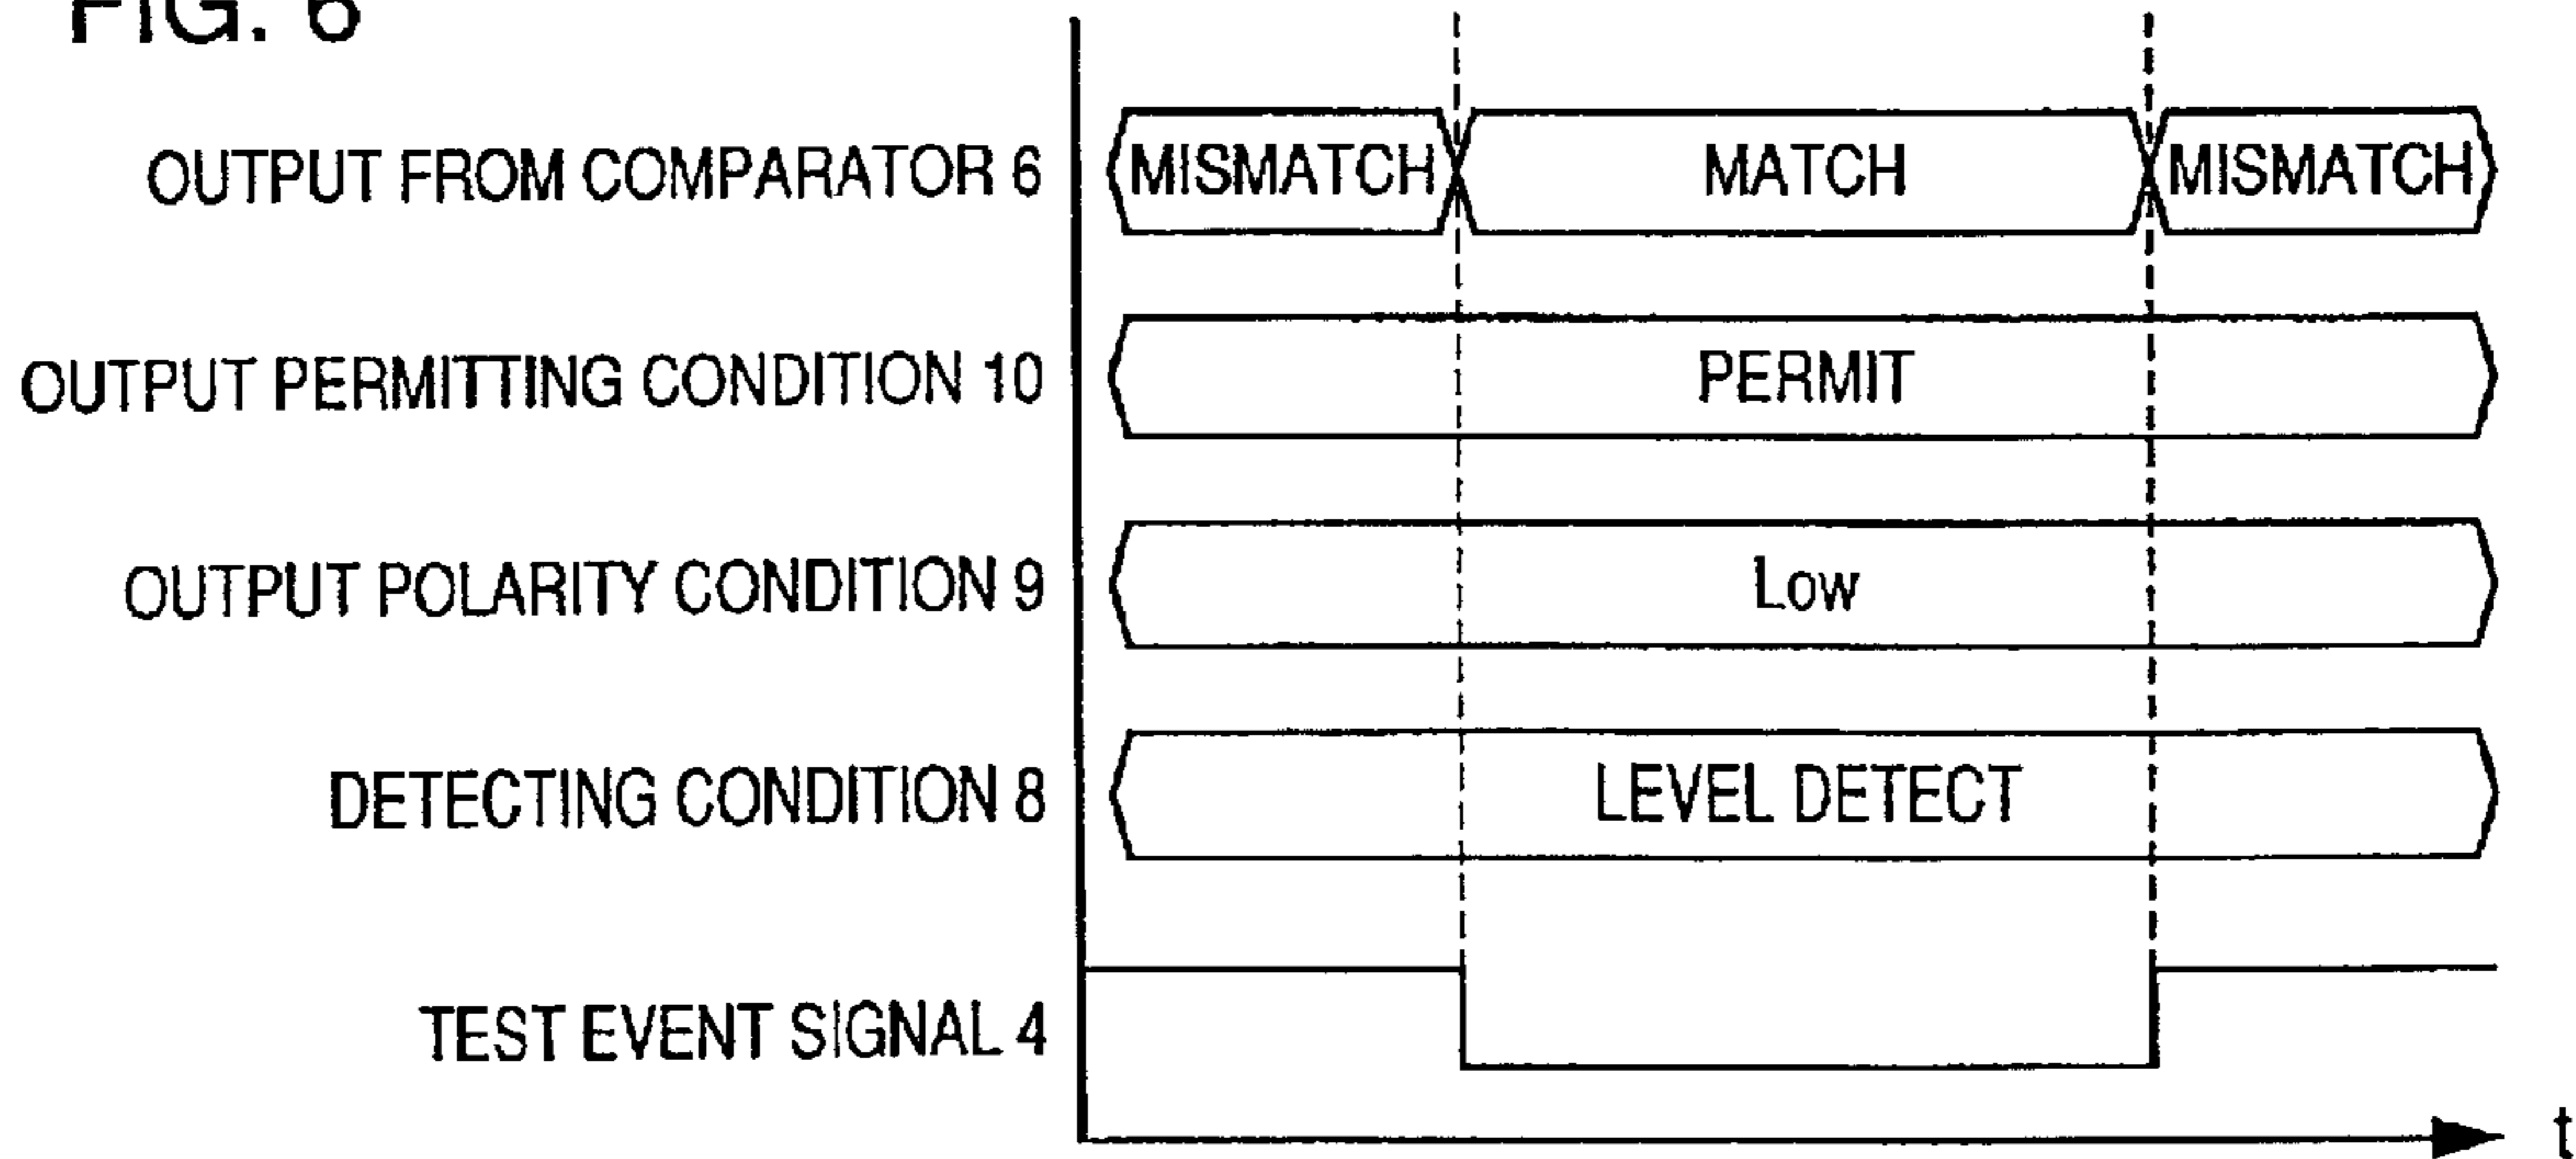 FIG. 6
OUTPUT FROM COMPARATOR 6
MISMATCH
MATCH
MISMATCH
OUTPUT PERMITTING CONDITION 10
PERMIT
OUTPUT POLARITY CONDITION 9
Low
DETECTING CONDITION 8
LEVEL DETECT
TEST EVENT SIGNAL 4
t